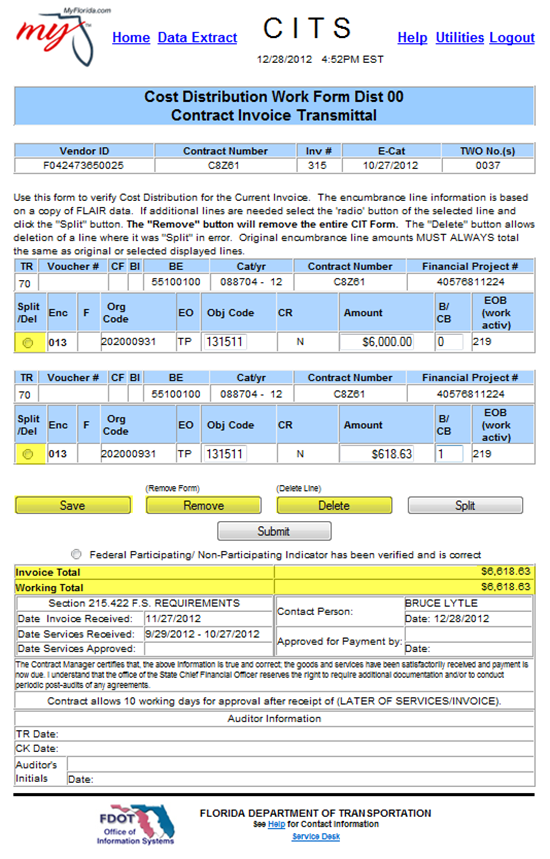 MyFlorida.com
my
CITS
Home Data Extract
Help Utilities Logout
12/28/2012 4:52PM EST
Cost Distribution Work Form Dist 00
Contract Invoice Transmittal
Vendor ID Contract Number Inv # E-Cat TWO No.(s)
F042473650025 C8Z61 315 10/27/2012 0037
Use this form to verify Cost Distribution for the Current Invoice. The encumbrance line information is based
on a copy of FLAIR data. If additional lines are needed select the 'radio' button of the selected line and
click the "Split" button. The "Remove" button will remove the entire CIT Form. The "Delete" button allows
deletion of a line where it was "Split" in error. Original encumbrance line amounts MUST ALWAYS total
the same as original or selected displayed lines.
TR Voucher # CF BI BE Cat/yr Contract Number Financial Project #
70 55100100 088704 - 12 C8Z61 40576811224
Split /Del Enc F Org Code EO Obj Code CR Amount B/ CB EOB (work activ)
013 202000931 TP 131511 N $6,000.00 0 219
TR Voucher # CF BI BE Cat/yr Contract Number Financial Project #
70 55100100 088704 - 12 C8Z61 40576811224
Split /Del Enc F Org Code EO Obj Code CR Amount B/ CB EOB (work activ)
013 202000931 TP 131511 N $618.63 1 219
(Remove Form) (Delete Line)
Save Remove Delete Split
Submit
Federal Participating/ Non-Participating Indicator has been verified and is correct
Invoice Total $6,618.63
Working Total $6,618.63
Section 215.422 F.S. REQUIREMENTS Contact Person: BRUCE LYTLE
Date Invoice Received: 11/27/2012 Date: 12/28/2012
Date Services Received: 9/29/2012 - 10/27/2012 Approved for Payment by:
Date Services Approved: Date:
The Contract Manager certifies that, the above information is true and correct; the goods and services have been satisfactorily received and payment is
now due. I understand that the office of the State Chief Financial Officer reserves the right to require additional documentation and/or to conduct
periodic post-audits of any agreements.
Contract allows 10 working days for approval after receipt of (LATER OF SERVICES/INVOICE).
Auditor Information
TR Date:
CK Date:
Auditor's
Initials Date:
FDOT
Office of
Information Systems
FLORIDA DEPARTMENT OF TRANSPORTATION
See Help for Contact Information
Service Desk